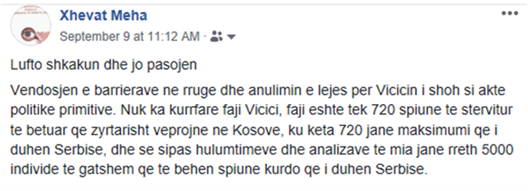 Xhevat Meha
September 9 at 11:12 AM ·
Lufto shkakun dhe jo pasojen
Vendosjen e barrierave ne rruge dhe anulimin e lejes per Vicicin i shoh si akte
politike primitive. Nuk ka kurrfare faji Vicici, faji eshte tek 720 spiune te stervitur
te betuar qe zyrtarisht veprojne ne Kosove, ku keta 720 jane maksimumi qe i
duhen Serbise, dhe se sipas hulumtimeve dhe analizave te mia jane rreth 5000
individe te gatshem qe te behen spiune kurdo qe i duhen Serbise.